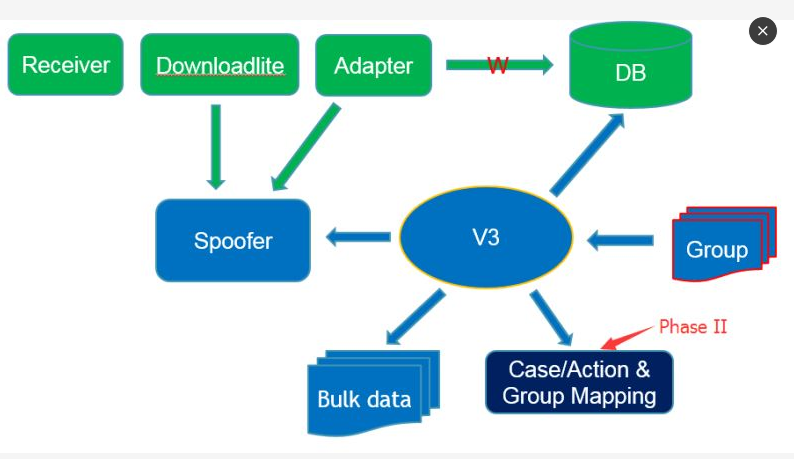 Receiver
Downloadlite
Adapter
W
DB
Spoofer
V3
Group
Phase II
Bulk data
Case/Action &
Group Mapping